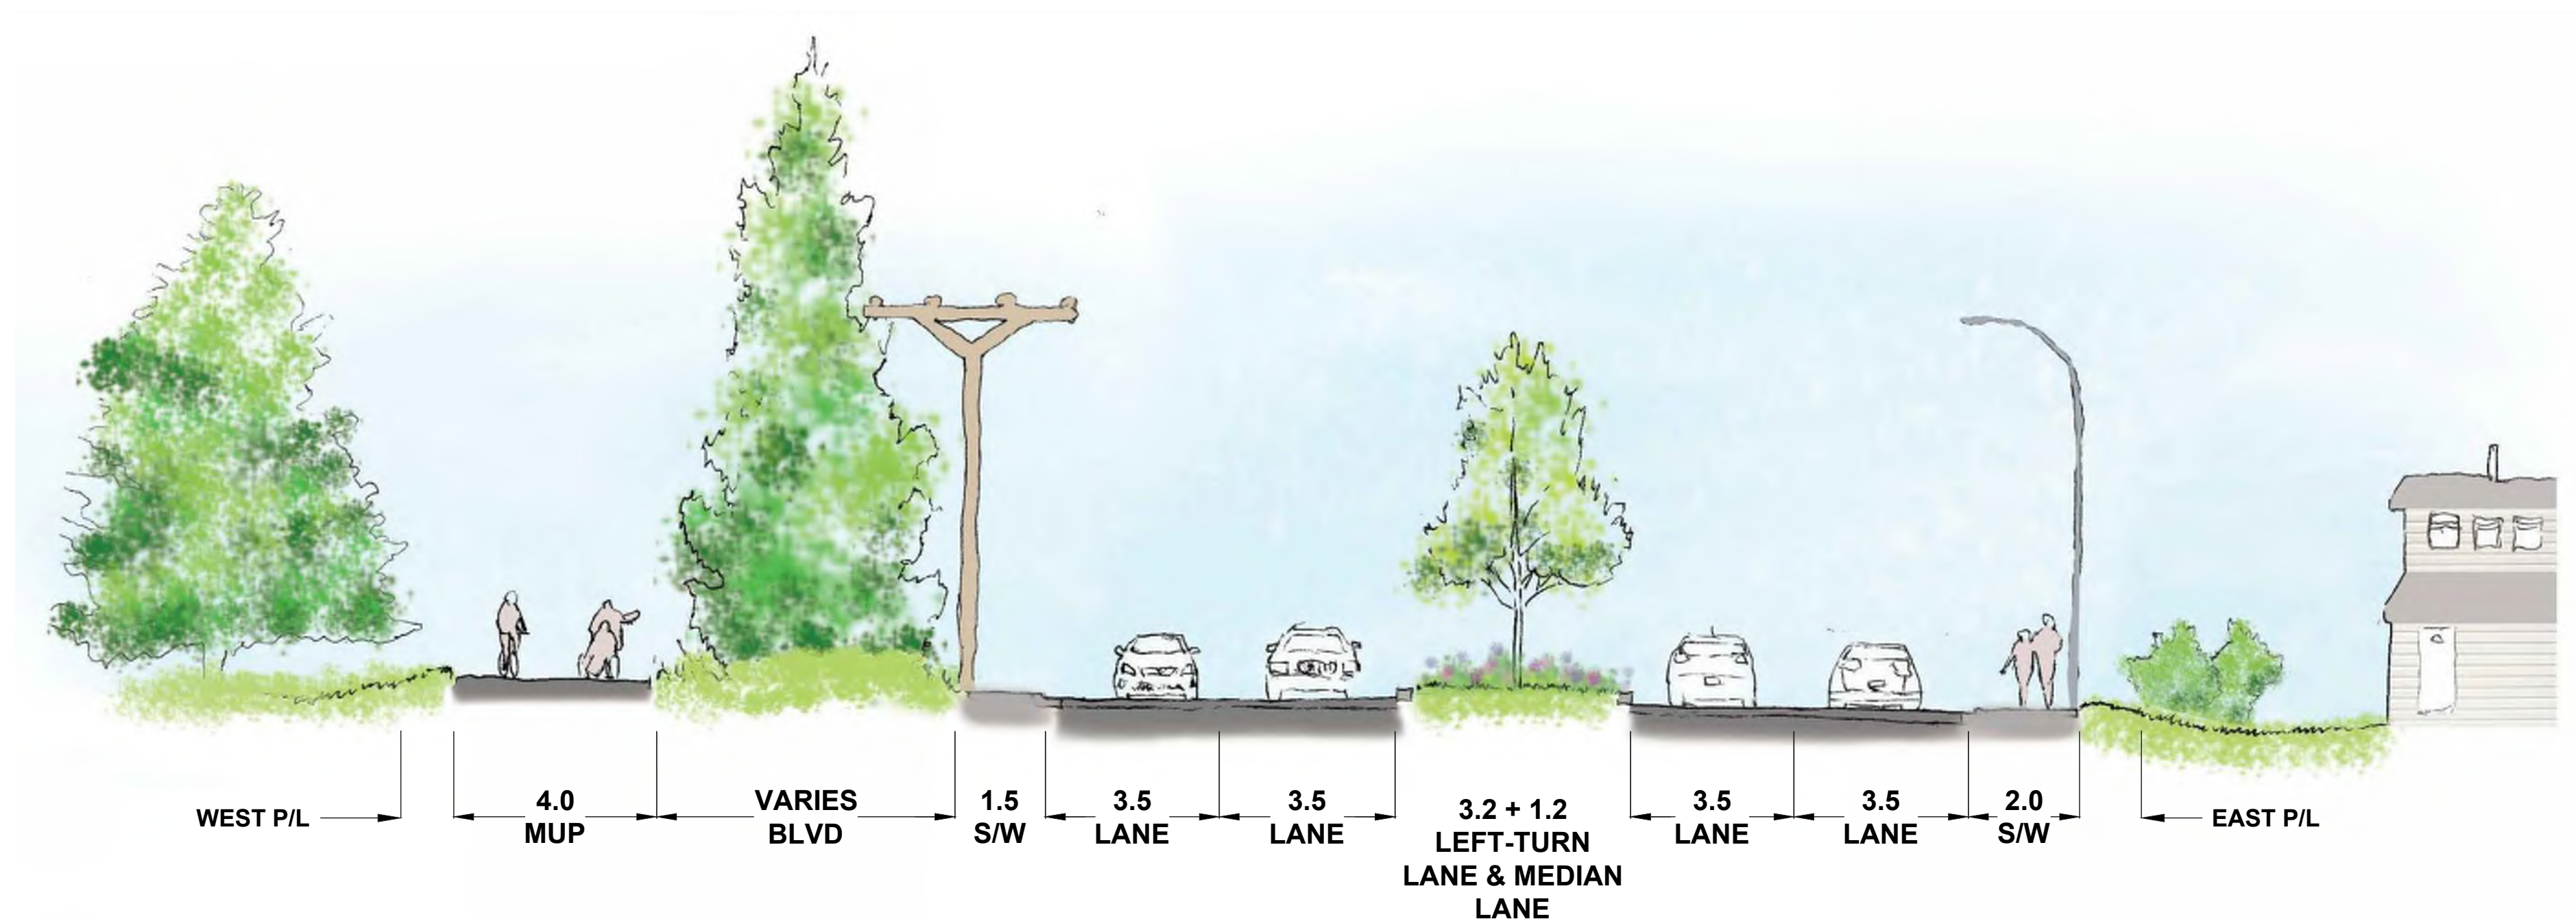 WEST P/L
4.0
MUP
VARIES
BLVD
1.5
S/W
3.5
LANE
3.5
LANE
3.2 + 1.2
LEFT-TURN
LANE & MEDIAN
LANE
3.5
LANE
3.5
LANE
2.0
S/W
EAST P/L